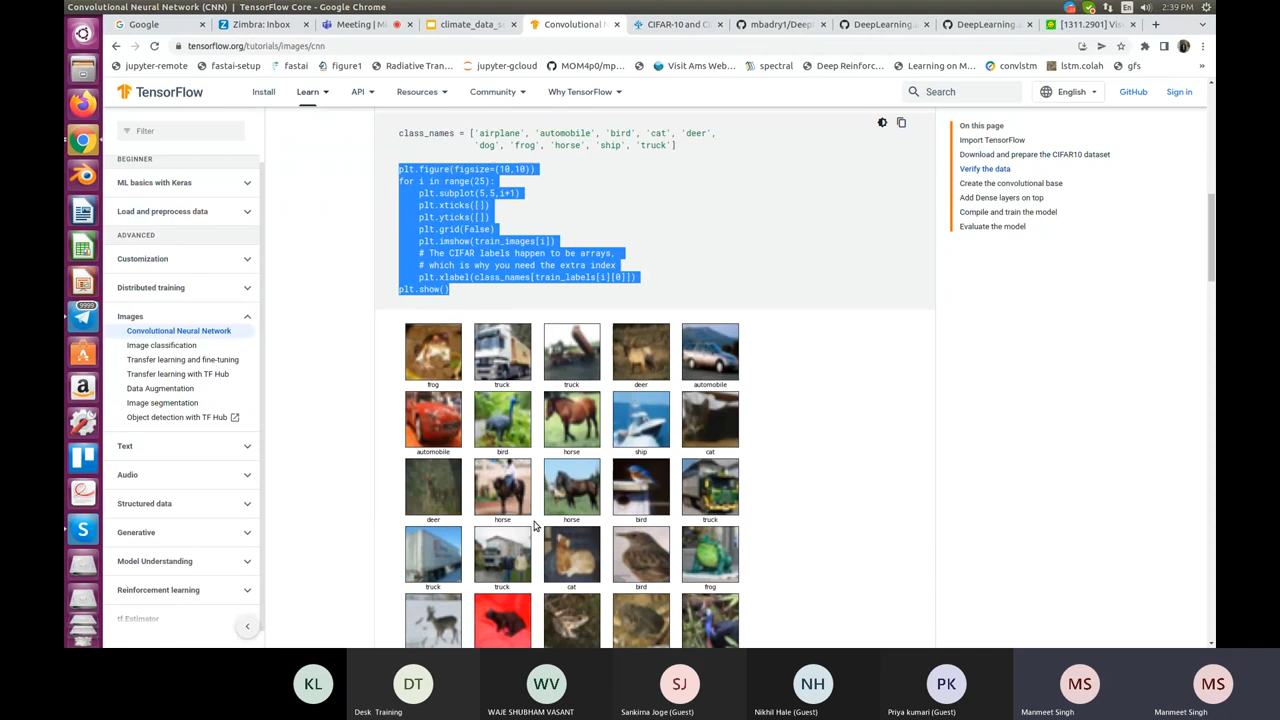 Convolutional Neural Network (CNN) | TensorFlow Core - Google Chrome
En
2:39 PM
Google
Zimbra: Inbox
Meeting | Mi
climate_data_s
Convolutional N
CIFAR-10 and C
mbadry1/DeepL
DeepLearning.a
DeepLearning.a
[1311.2901] Vis
tensorflow.org/tutorials/images/cnn
jupyter-remote
fastai-setup
fastai
figure1
Radiative Tran...
jupyter-gcloud
MOM4p0/mp...
Visit Ams Web...
spectral
Deep Reinforc...
Learning on M...
convlstm
lstm.colab
gfs
TensorFlow
Install
Learn
API
Resources
Community
Why TensorFlow
Search
English
GitHub
Sign in
Filter
BEGINNER
ML basics with Keras
Load and preprocess data
ADVANCED
Customization
Distributed training
Images
Convolutional Neural Network
Image classification
Transfer learning and fine-tuning
Transfer learning with TF Hub
Data Augmentation
Image segmentation
Object detection with TF Hub
Text
Audio
Structured data
Generative
Model Understanding
Reinforcement learning
tf.Estimator
class_names = ['airplane', 'automobile', 'bird', 'cat', 'deer',
'dog', 'frog', 'horse', 'ship', 'truck']
plt.figure(figsize=(10,10))
for i in range(25):
plt.subplot(5,5,i+1)
plt.xticks([])
plt.yticks([])
plt.grid(False)
plt.imshow(train_images[i])
# The CIFAR labels happen to be arrays,
# which is why you need the extra index
plt.xlabel(class_names[train_labels[i][0]])
plt.show()
frog
truck
truck
deer
automobile
automobile
bird
horse
ship
cat
deer
horse
horse
bird
truck
truck
truck
cat
bird
frog
On this page
Import TensorFlow
Download and prepare the CIFAR10 dataset
Verify the data
Create the convolutional base
Add Dense layers on top
Compile and train the model
Evaluate the model
9999
a
S
KL
DT
WV
SJ
NH
PK
MS
MS
Desk Training
WAJE SHUBHAM VASANT
Sankirna Joge (Guest)
Nikhil Hale (Guest)
Priya kumari (Guest)
Manmeet Singh
Manmeet Singh